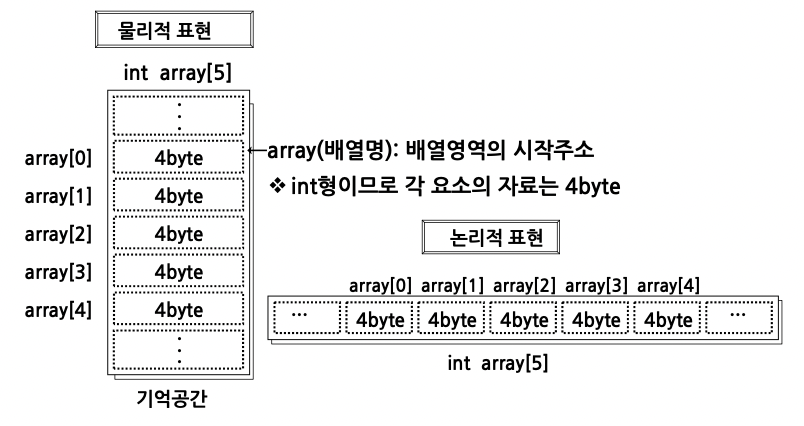 물리적 표현
int array[5]
⋮
array[0] 4byte ←array(배열명): 배열영역의 시작주소
array[1] 4byte ❖ int형이므로 각 요소의 자료는 4byte
array[2] 4byte
array[3] 4byte
array[4] 4byte
⋮
기억공간
논리적 표현
array[0] array[1] array[2] array[3] array[4]
… 4byte 4byte 4byte 4byte 4byte …
int array[5]